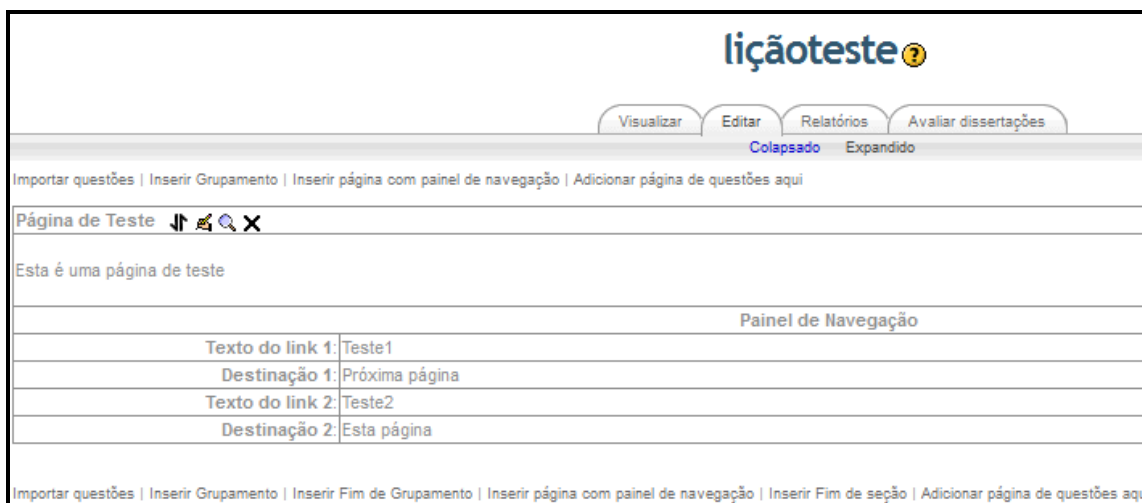 liçãoteste
Visualizar Editar Relatórios Avaliar dissertações
Colapsado Expandido
Importar questões | Inserir Grupamento | Inserir página com painel de navegação | Adicionar página de questões aqui
Página de Teste
Esta é uma página de teste
Painel de Navegação
Texto do link 1: Teste1
Destinação 1: Próxima página
Texto do link 2: Teste2
Destinação 2: Esta página
Importar questões | Inserir Grupamento | Inserir Fim de Grupamento | Inserir página com painel de navegação | Inserir Fim de seção | Adicionar página de questões aqu